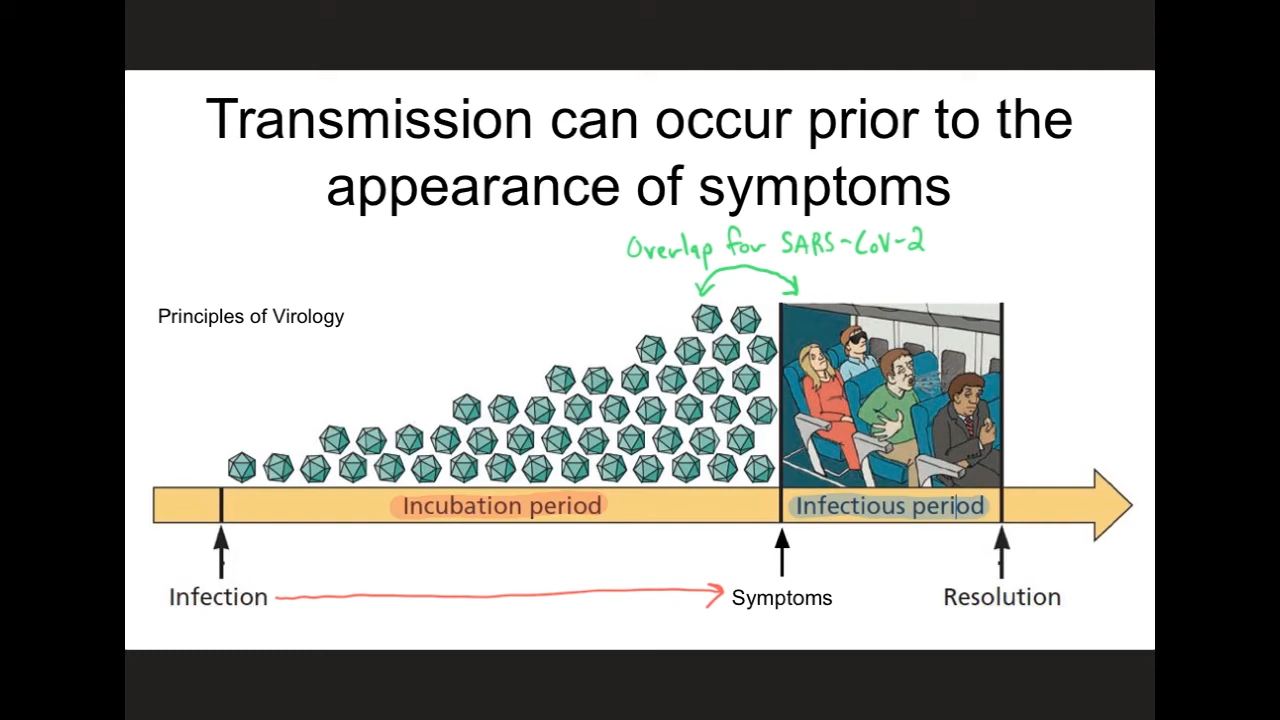 Transmission can occur prior to the
appearance of symptoms
Overlap for SARS-CoV-2
Principles of Virology
Incubation period
Infectious period
Infection
Symptoms
Resolution